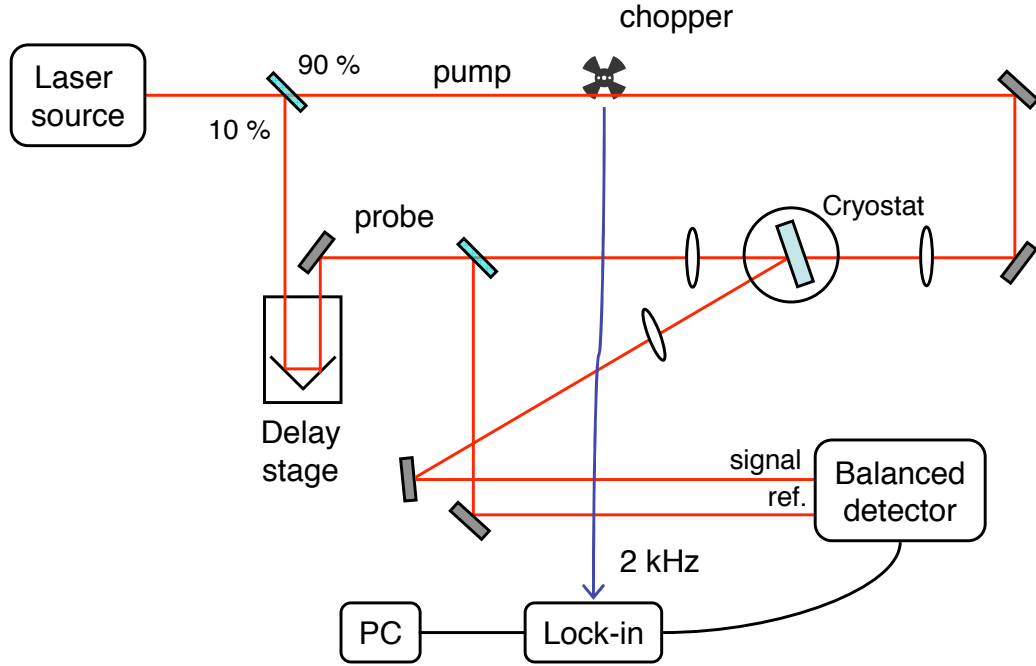 chopper
Laser
source
90 %
pump
10 %
probe
Cryostat
Delay
stage
signal
ref.
Balanced
detector
2 kHz
PC
Lock-in